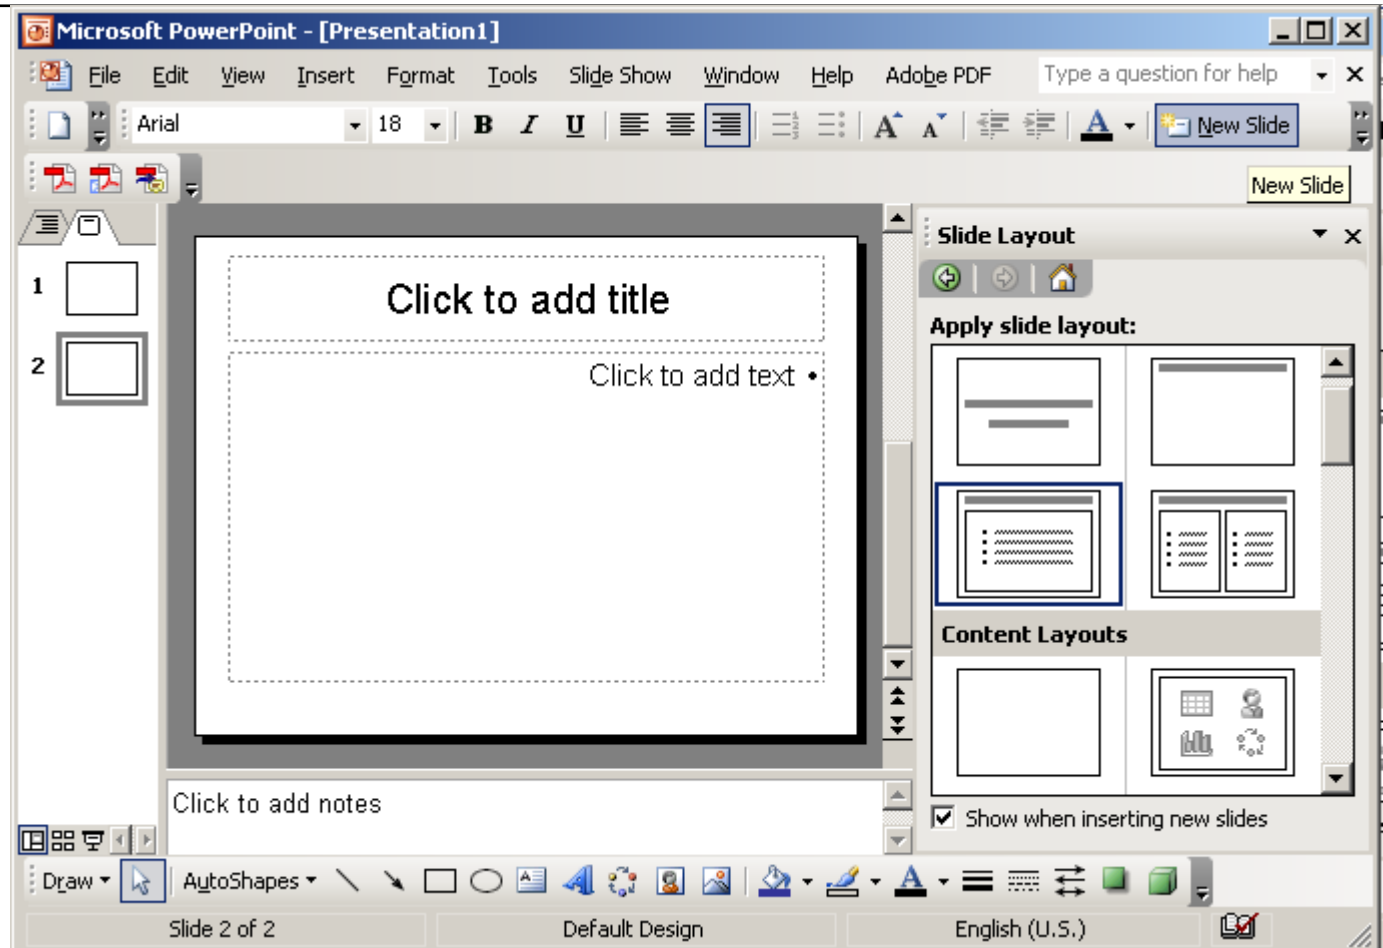 Microsoft PowerPoint - [Presentation1]
File Edit View Insert Format Tools Slide Show Window Help Adobe PDF Type a question for help
Arial 18 B I U A A A New Slide
New Slide
Slide Layout
1
2
Click to add title
Click to add text •
Apply slide layout:
Content Layouts
Click to add notes
Show when inserting new slides
Draw AutoShapes A
Slide 2 of 2 Default Design English (U.S.)